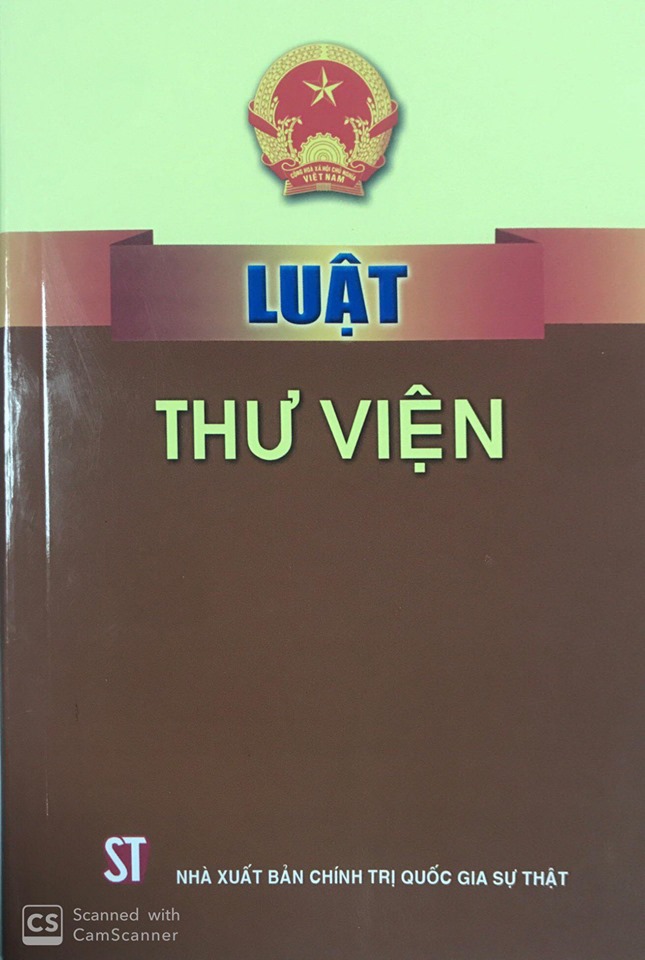 CỘNG HOÀ XÃ HỘI CHỦ NGHĨA
VIỆT NAM
LUẬT
THƯ VIỆN
ST
NHÀ XUẤT BẢN CHÍNH TRỊ QUỐC GIA SỰ THẬT
CS
Scanned with
CamScanner